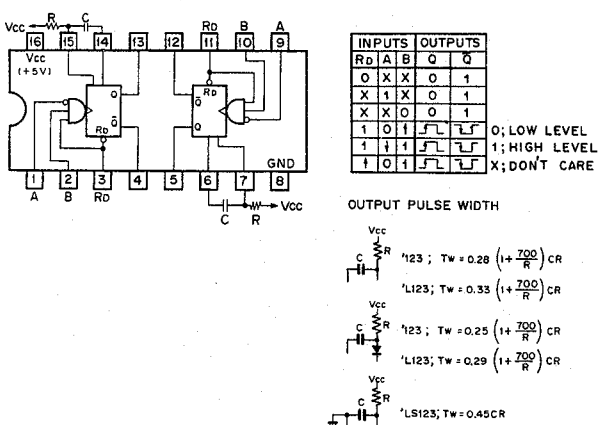 Vcc R C
16 15 14 13 12 11 10 9
RD B A
Vcc
(+5V)
Q
Q̄
RD
RD
Q̄
Q
GND
1 2 3 4 5 6 7 8
A B RD
C R Vcc
INPUTS OUTPUTS
RD A B Q Q̄
0 X X 0 1
X 1 X 0 1
X X 0 0 1
1 0 ↑
1 ↓ 1
↑ 0 1
0; LOW LEVEL
1; HIGH LEVEL
X; DON'T CARE
OUTPUT PULSE WIDTH
Vcc
C R
'123; TW = 0.28 (1+700/R) CR
'L123; TW = 0.33 (1+700/R) CR
Vcc
C R
'123; TW = 0.25 (1+700/R) CR
'L123; TW = 0.29 (1+700/R) CR
Vcc
C R
'LS123; TW = 0.45CR